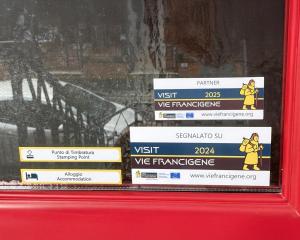 PARTNER
VISIT 2025
VIE FRANCIGENE
www.viefrancigene.org
SEGNALATO SU
VISIT 2024
VIE FRANCIGENE
www.viefrancigene.org
Punto di Timbratura
Stamping Point
Alloggio
Accommodation